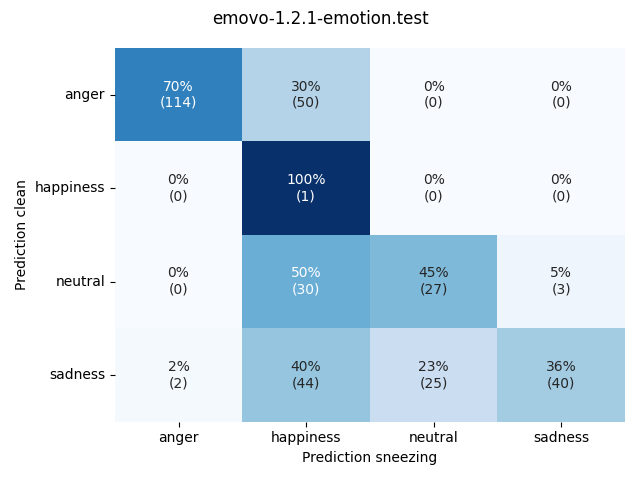 emovo-1.2.1-emotion.test
Prediction clean
anger
70% 30% 0% 0%
(114) (50) (0) (0)
happiness
0% 100% 0% 0%
(0) (1) (0) (0)
neutral
0% 50% 45% 5%
(0) (30) (27) (3)
sadness
2% 40% 23% 36%
(2) (44) (25) (40)
anger happiness neutral sadness
Prediction sneezing